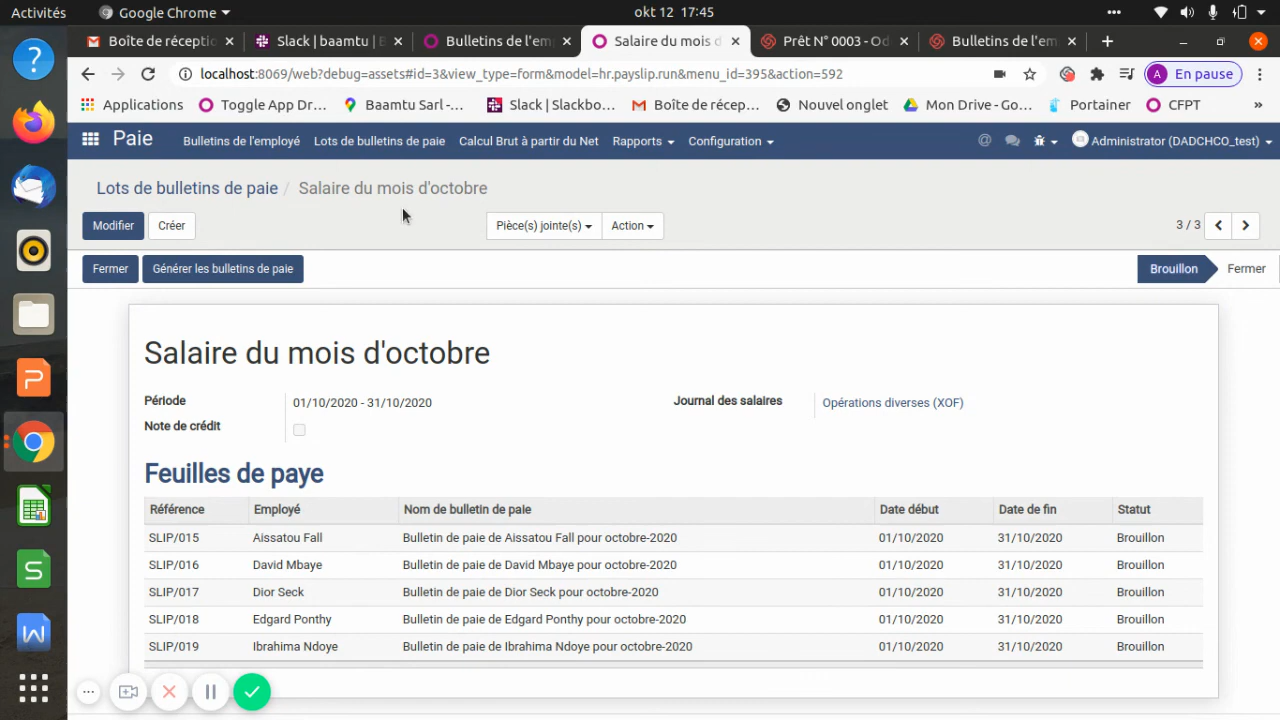 Activités
Google Chrome
okt 12 17:45
Boîte de réceptio
Slack | baamtu | B
Bulletins de l'em
Salaire du mois d
Prêt N° 0003 - Od
Bulletins de l'em
localhost:8069/web?debug=assets#id=3&view_type=form&model=hr.payslip.run&menu_id=395&action=592
A En pause
Applications
Toggle App Dr...
Baamtu Sarl -...
Slack | Slackbo...
Boîte de récep...
Nouvel onglet
Mon Drive - Go...
Portainer
CFPT
»
Paie
Bulletins de l'employé
Lots de bulletins de paie
Calcul Brut à partir du Net
Rapports
Configuration
Administrator (DADCHCO_test)
Lots de bulletins de paie / Salaire du mois d'octobre
Modifier
Créer
Pièce(s) jointe(s)
Action
3 / 3
Fermer
Générer les bulletins de paie
Brouillon
Fermer
Salaire du mois d'octobre
Période 01/10/2020 - 31/10/2020
Journal des salaires Opérations diverses (XOF)
Note de crédit
Feuilles de paye
Référence Employé Nom de bulletin de paie Date début Date de fin Statut
SLIP/015 Aissatou Fall Bulletin de paie de Aissatou Fall pour octobre-2020 01/10/2020 31/10/2020 Brouillon
SLIP/016 David Mbaye Bulletin de paie de David Mbaye pour octobre-2020 01/10/2020 31/10/2020 Brouillon
SLIP/017 Dior Seck Bulletin de paie de Dior Seck pour octobre-2020 01/10/2020 31/10/2020 Brouillon
SLIP/018 Edgard Ponthy Bulletin de paie de Edgard Ponthy pour octobre-2020 01/10/2020 31/10/2020 Brouillon
SLIP/019 Ibrahima Ndoye Bulletin de paie de Ibrahima Ndoye pour octobre-2020 01/10/2020 31/10/2020 Brouillon